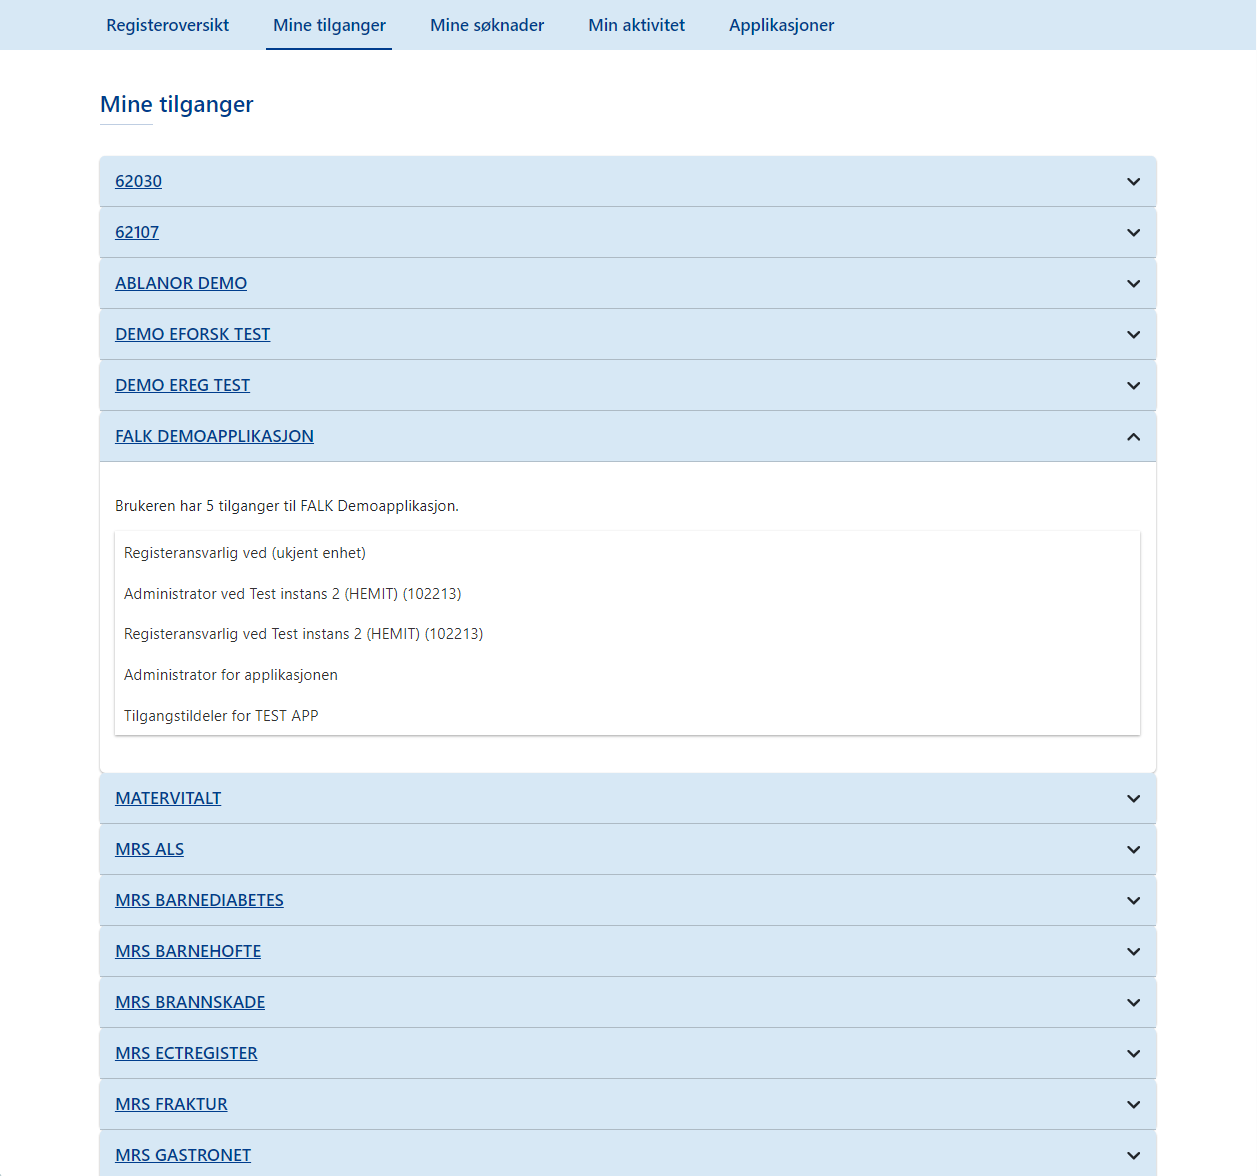 Registeroversikt Mine tilganger Mine søknader Min aktivitet Applikasjoner
Mine tilganger
62030
62107
ABLANOR DEMO
DEMO EFORSK TEST
DEMO EREG TEST
FALK DEMOAPPLIKASJON
Brukeren har 5 tilganger til FALK Demoapplikasjon.
Registeransvarlig ved (ukjent enhet)
Administrator ved Test instans 2 (HEMIT) (102213)
Registeransvarlig ved Test instans 2 (HEMIT) (102213)
Administrator for applikasjonen
Tilgangstildeler for TEST APP
MATERVITALT
MRS ALS
MRS BARNEDIABETES
MRS BARNEHOFTE
MRS BRANNSKADE
MRS ECTREGISTER
MRS FRAKTUR
MRS GASTRONET